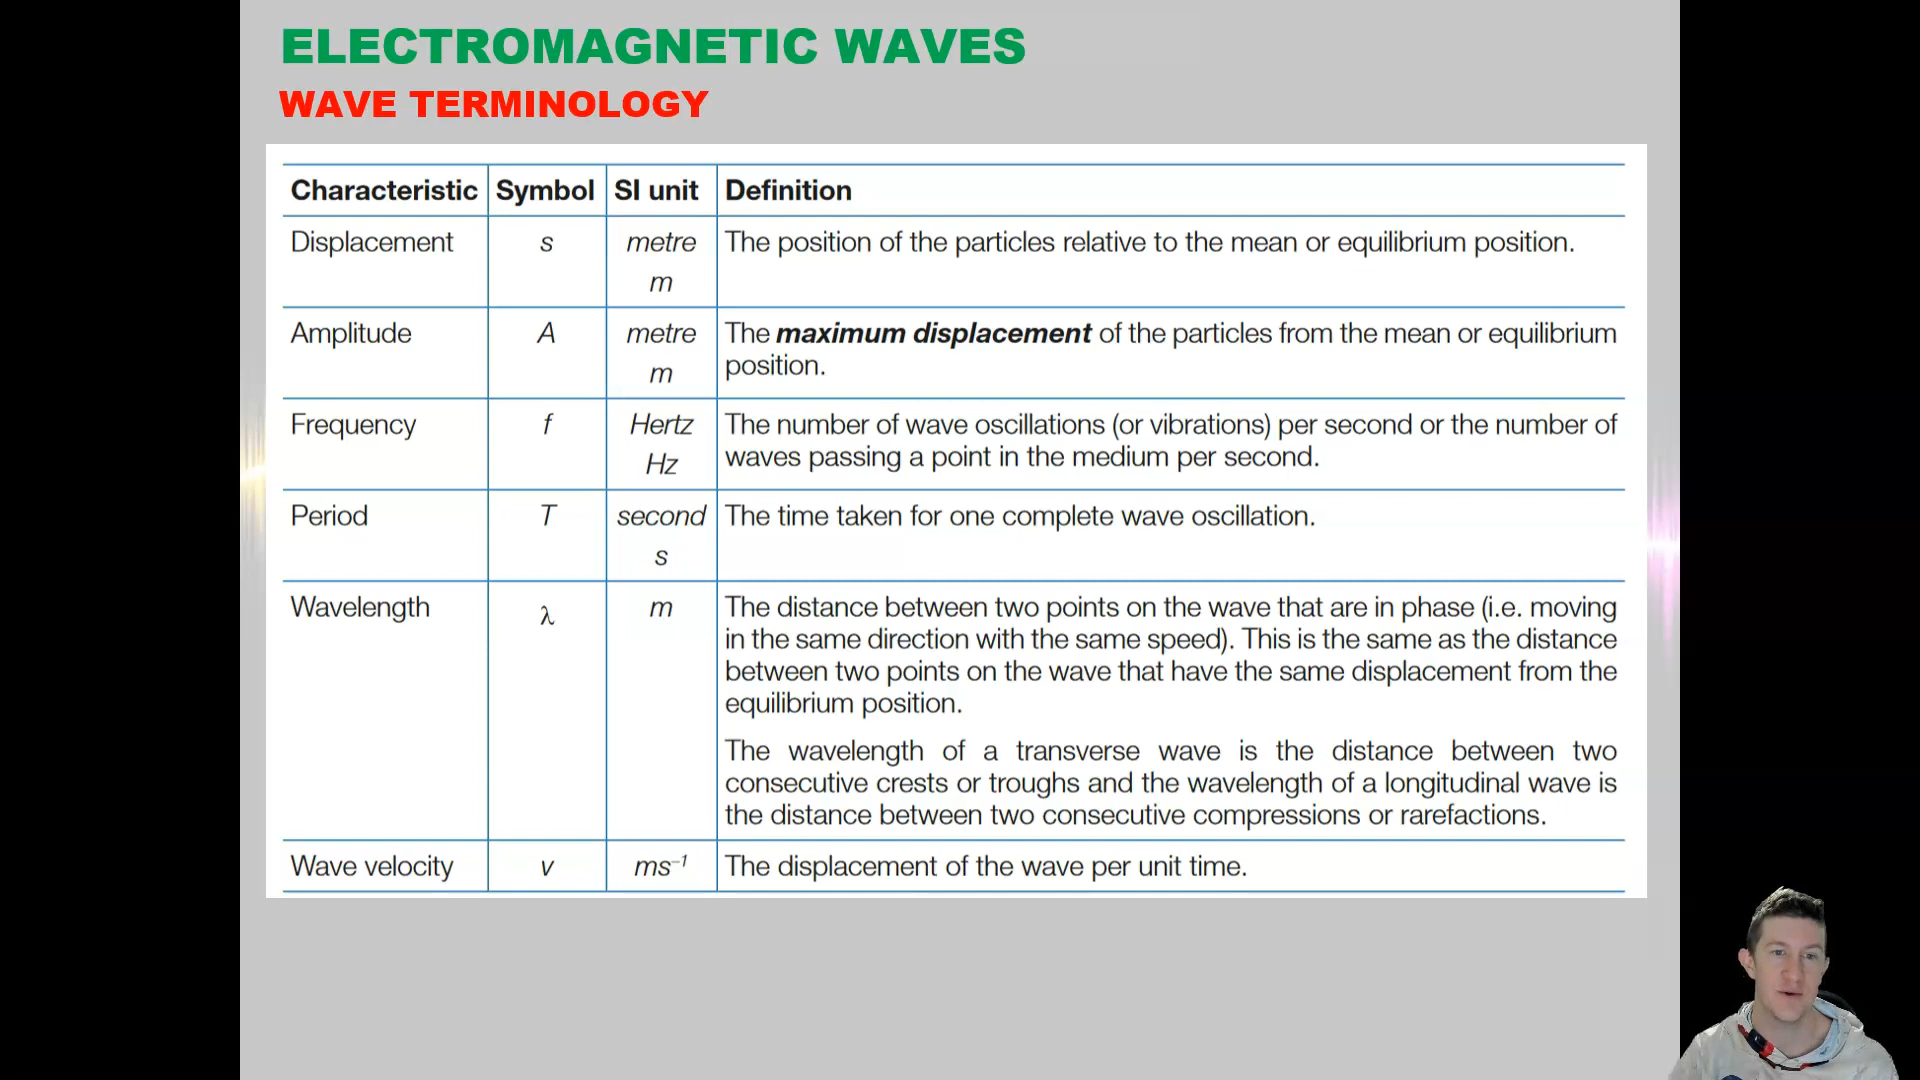 ELECTROMAGNETIC WAVES
WAVE TERMINOLOGY
Characteristic Symbol SI unit Definition
Displacement s metre The position of the particles relative to the mean or equilibrium position.
m
Amplitude A metre The maximum displacement of the particles from the mean or equilibrium
m position.
Frequency f Hertz The number of wave oscillations (or vibrations) per second or the number of
Hz waves passing a point in the medium per second.
Period T second The time taken for one complete wave oscillation.
s
Wavelength λ m The distance between two points on the wave that are in phase (i.e. moving
in the same direction with the same speed). This is the same as the distance
between two points on the wave that have the same displacement from the
equilibrium position.
The wavelength of a transverse wave is the distance between two
consecutive crests or troughs and the wavelength of a longitudinal wave is
the distance between two consecutive compressions or rarefactions.
Wave velocity v ms⁻¹ The displacement of the wave per unit time.